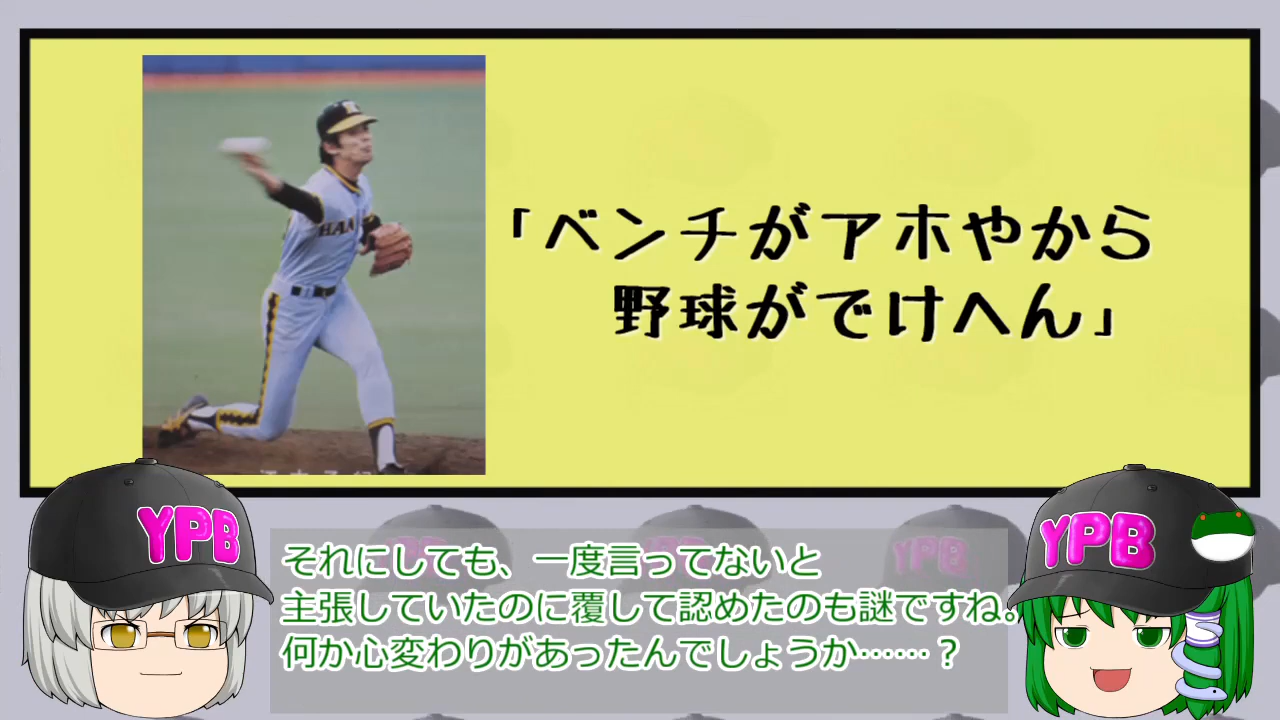 「ベンチがアホやから
野球がでけへん」
HAN
YPB
YPB
それにしても、一度言ってないと
主張していたのに覆して認めたのも謎ですね。
何か心変わりがあったんでしょうか……？